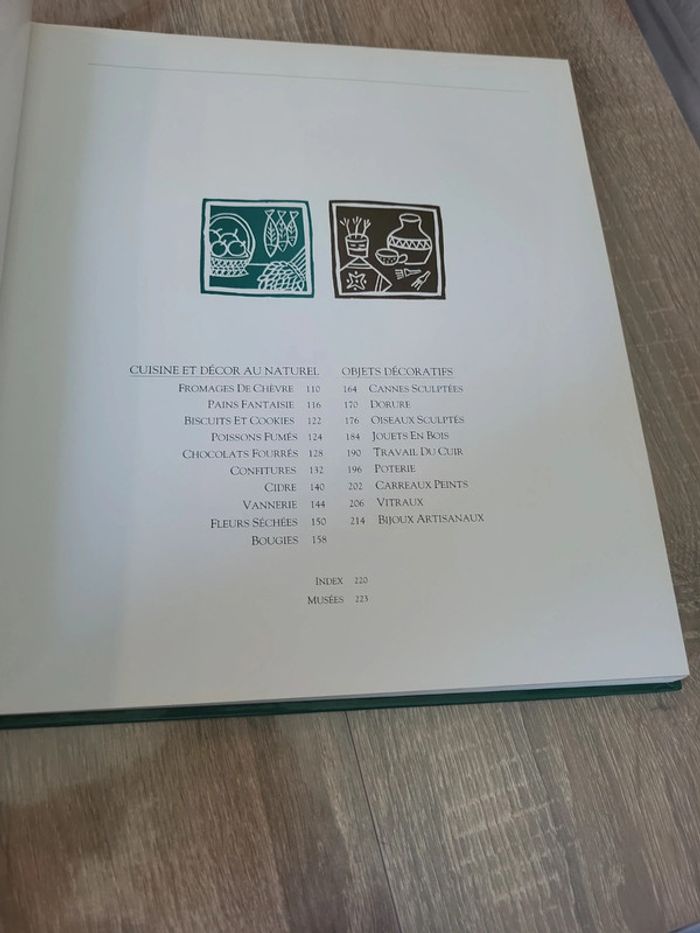 CUISINE ET DÉCOR AU NATUREL
FROMAGES DE CHÈVRE 110
PAINS FANTAISIE 116
BISCUITS ET COOKIES 122
POISSONS FUMÉS 124
CHOCOLATS FOURRÉS 128
CONFITURES 132
CIDRE 140
VANNERIE 144
FLEURS SÉCHÉES 150
BOUGIES 158
OBJETS DÉCORATIFS
164 CANNES SCULPTÉES
170 DORURE
176 OISEAUX SCULPTÉS
184 JOUETS EN BOIS
190 TRAVAIL DU CUIR
196 POTERIE
202 CARREAUX PEINTS
206 VITRAUX
214 BIJOUX ARTISANAUX
INDEX 220
MUSÉES 223